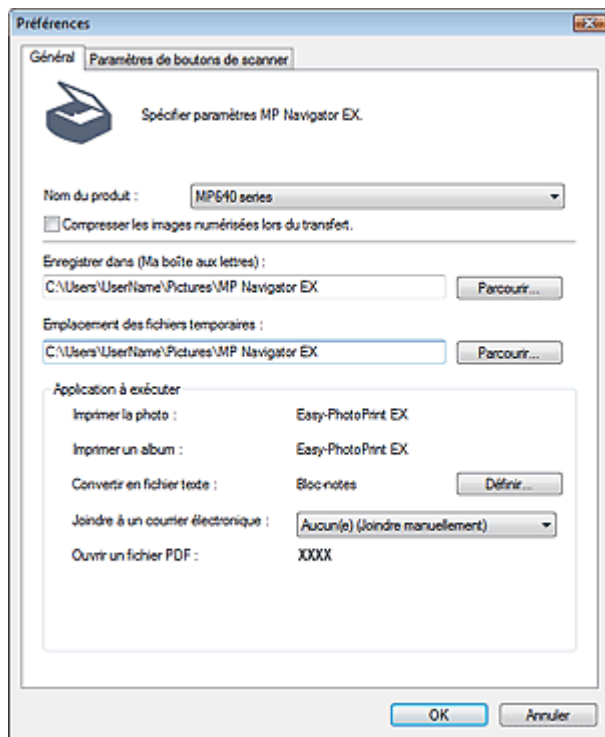 Préférences
Général
Paramètres de boutons de scanner
Spécifier paramètres MP Navigator EX.
Nom du produit :
MP640 series
Compresser les images numérisées lors du transfert.
Enregistrer dans (Ma boîte aux lettres) :
C:\Users\UserName\Pictures\MP Navigator EX
Parcourir...
Emplacement des fichiers temporaires :
C:\Users\UserName\Pictures\MP Navigator EX
Parcourir...
Application à exécuter
Imprimer la photo :
Easy-PhotoPrint EX
Imprimer un album :
Easy-PhotoPrint EX
Convertir en fichier texte :
Bloc-notes
Définir...
Joindre à un courrier électronique :
Aucun(e) (Joindre manuellement)
Ouvrir un fichier PDF :
XXXX
OK
Annuler